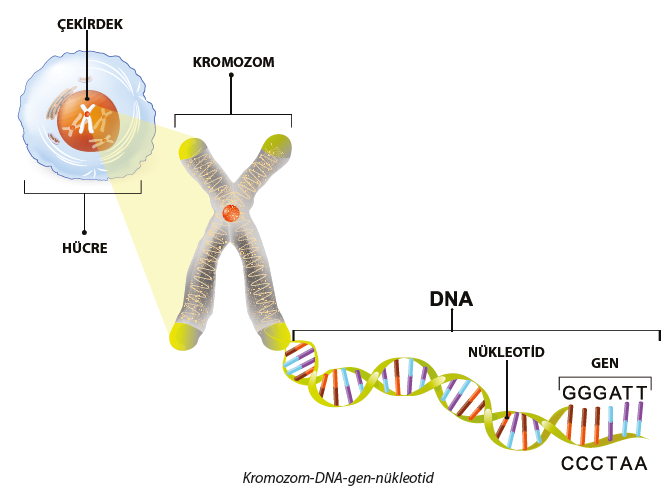 ÇEKİRDEK
KROMOZOM
HÜCRE
DNA
NÜKLEOTİD
GEN
GGGATT
CCCTAA
Kromozom-DNA-gen-nükleotid